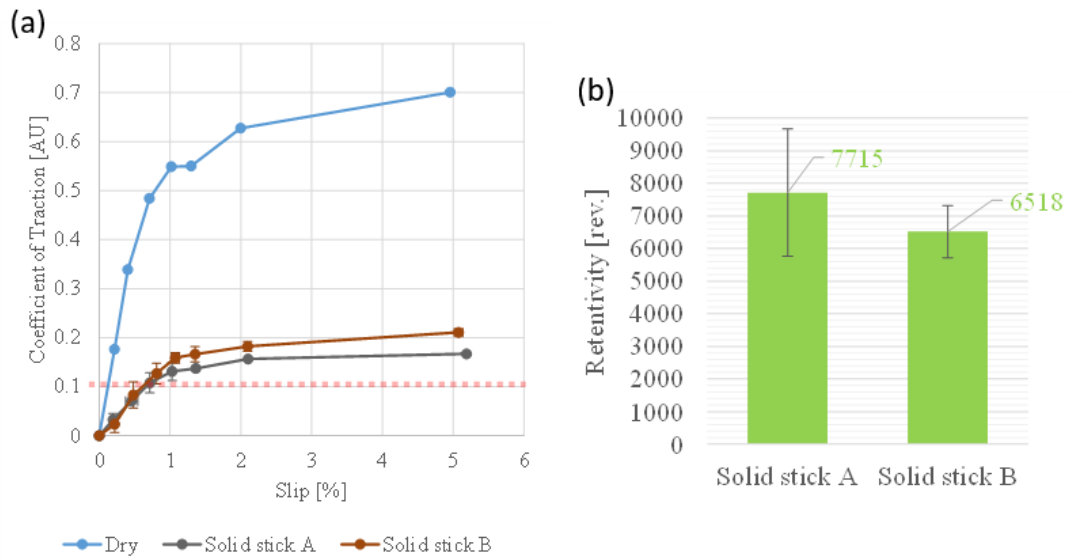 (a)
0.8
0.7
0.6
0.5
0.4
0.3
0.2
0.1
0
Coefficient of Traction [AU]
0 1 2 3 4 5 6
Slip [%]
Dry Solid stick A Solid stick B
(b)
10000
9000
8000
7000
6000
5000
4000
3000
2000
1000
0
Retentivity [rev.]
7715
6518
Solid stick A Solid stick B